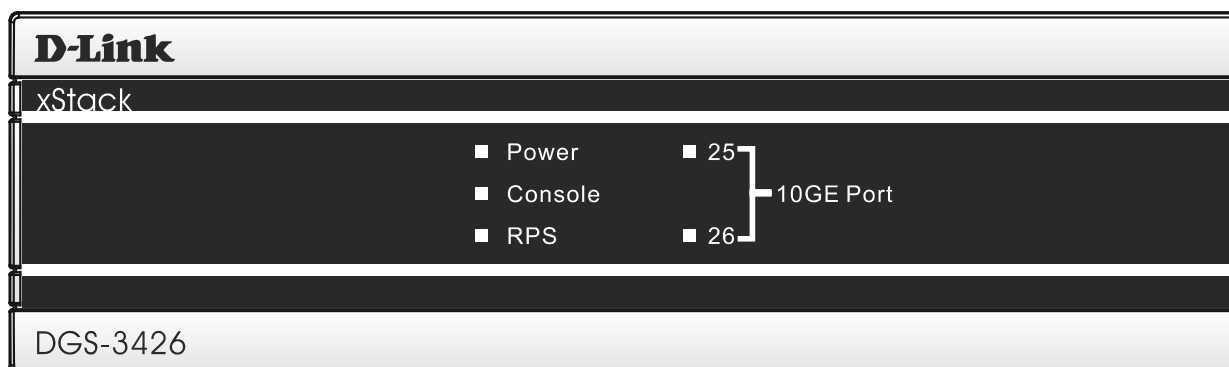 D-Link
xStack
Power 25
Console 10GE Port
RPS 26
DGS-3426